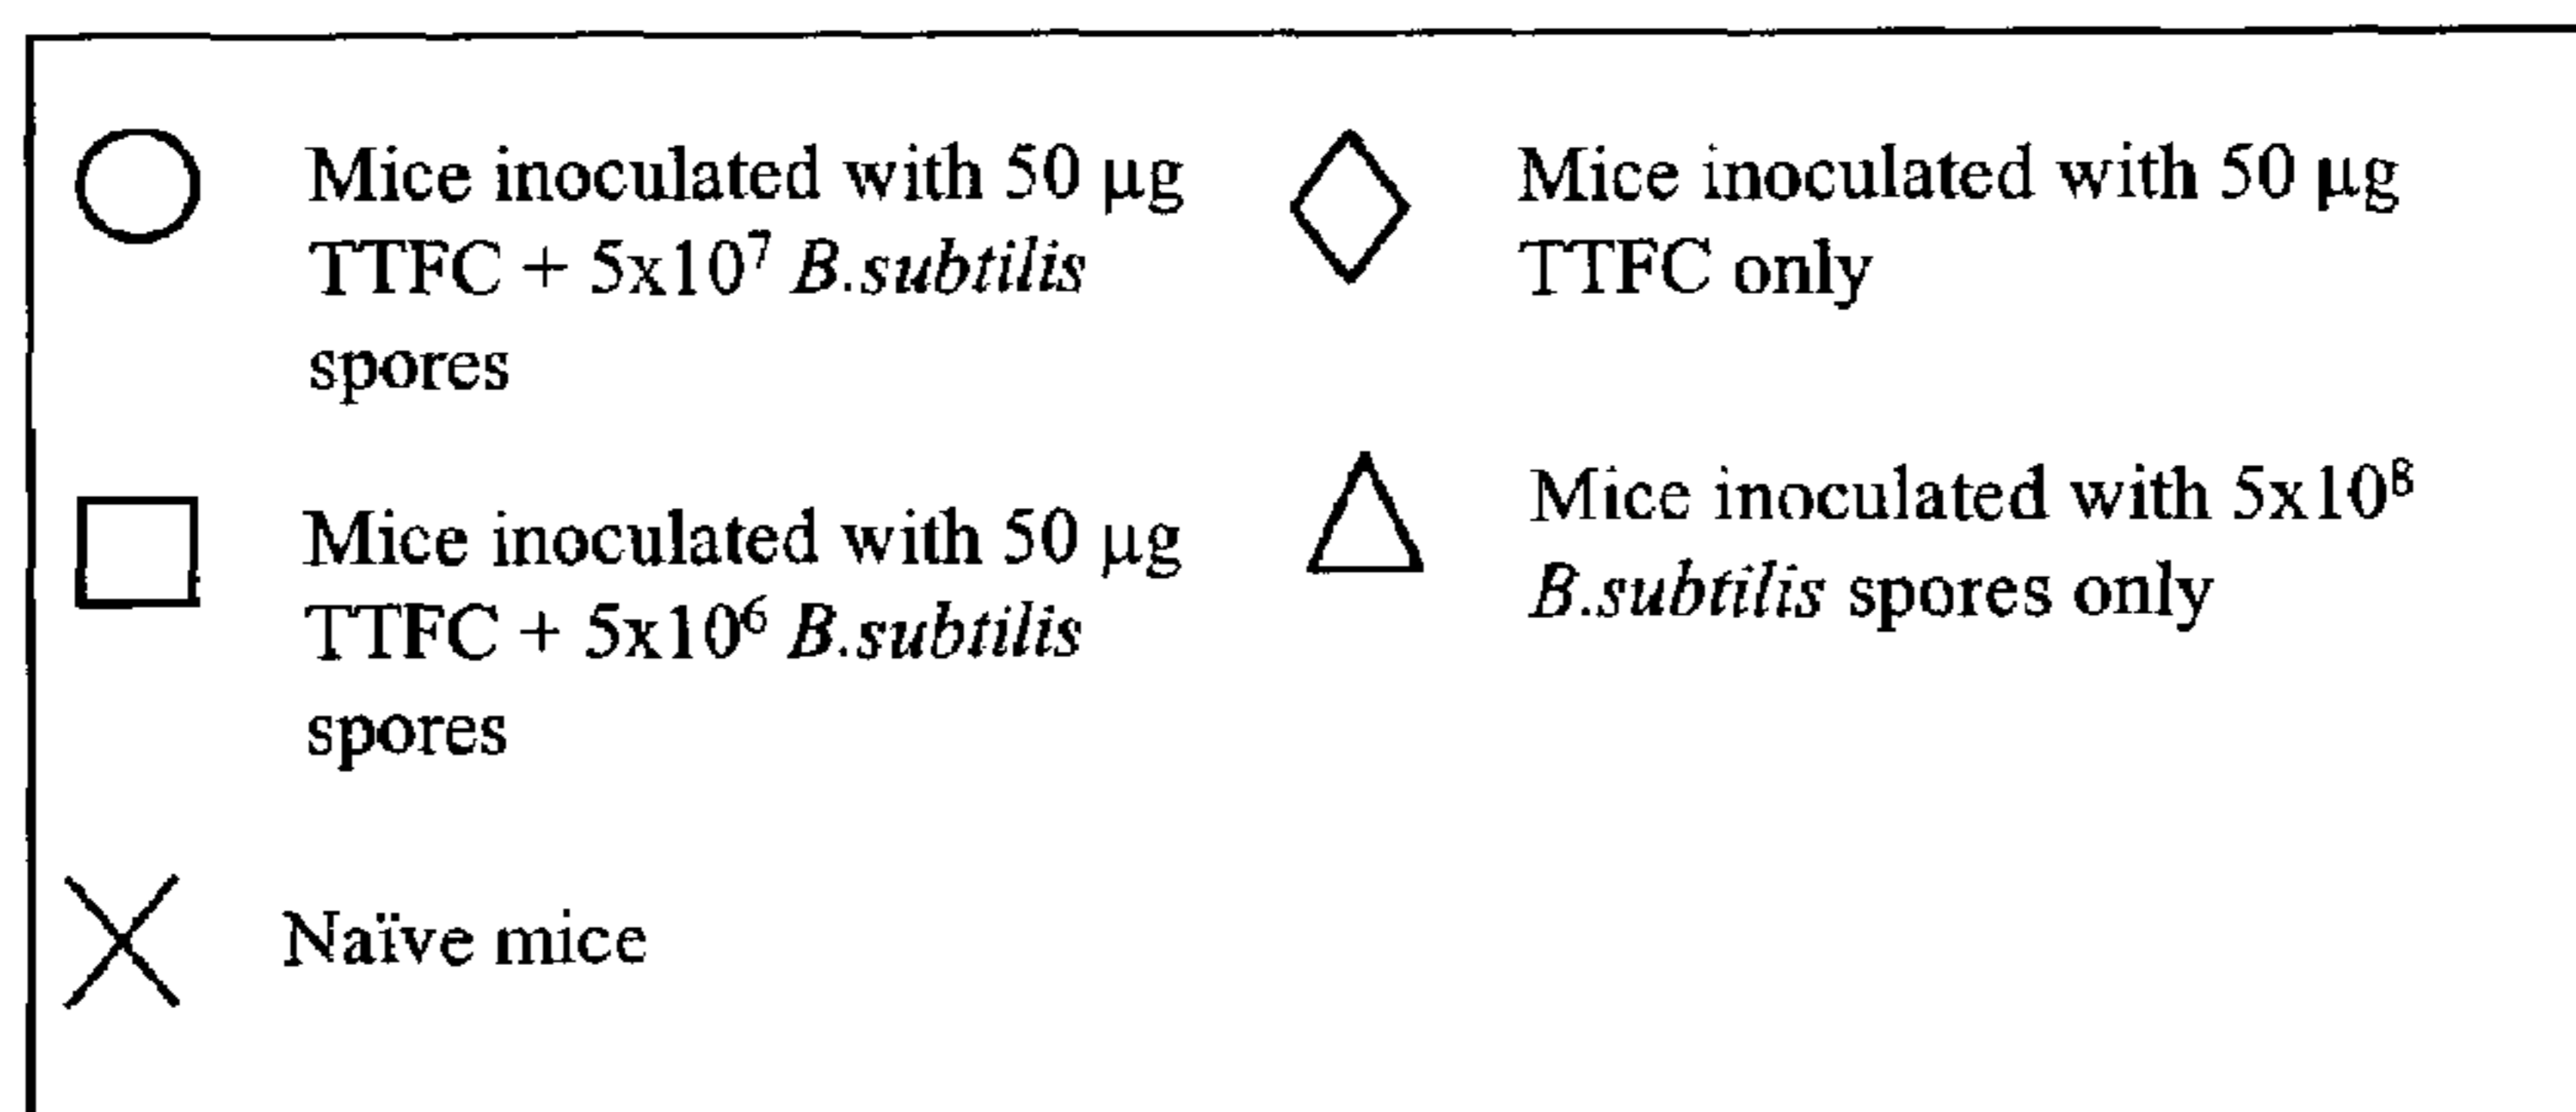 Mice inoculated with 50 µg
TTFC + 5x10⁷ B.subtilis
spores
Mice inoculated with 50 µg
TTFC + 5x10⁶ B.subtilis
spores
Naïve mice
Mice inoculated with 50 µg
TTFC only
Mice inoculated with 5x10⁸
B.subtilis spores only